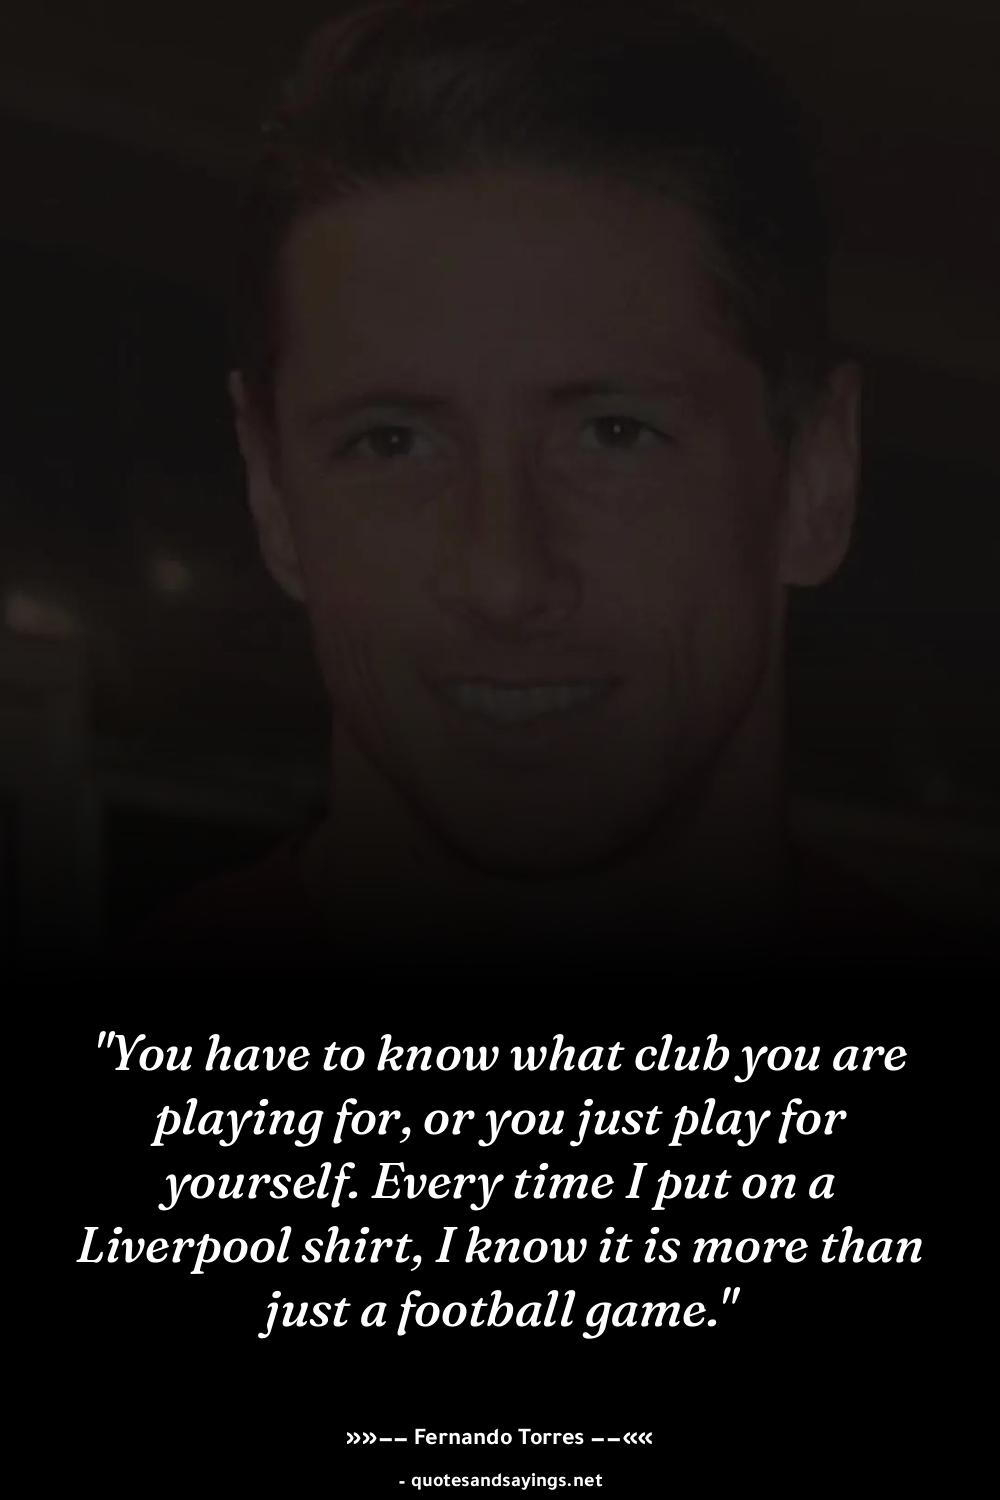 "You have to know what club you are
playing for, or you just play for
yourself. Every time I put on a
Liverpool shirt, I know it is more than
just a football game."
»»–– Fernando Torres ––««
- quotesandsayings.net